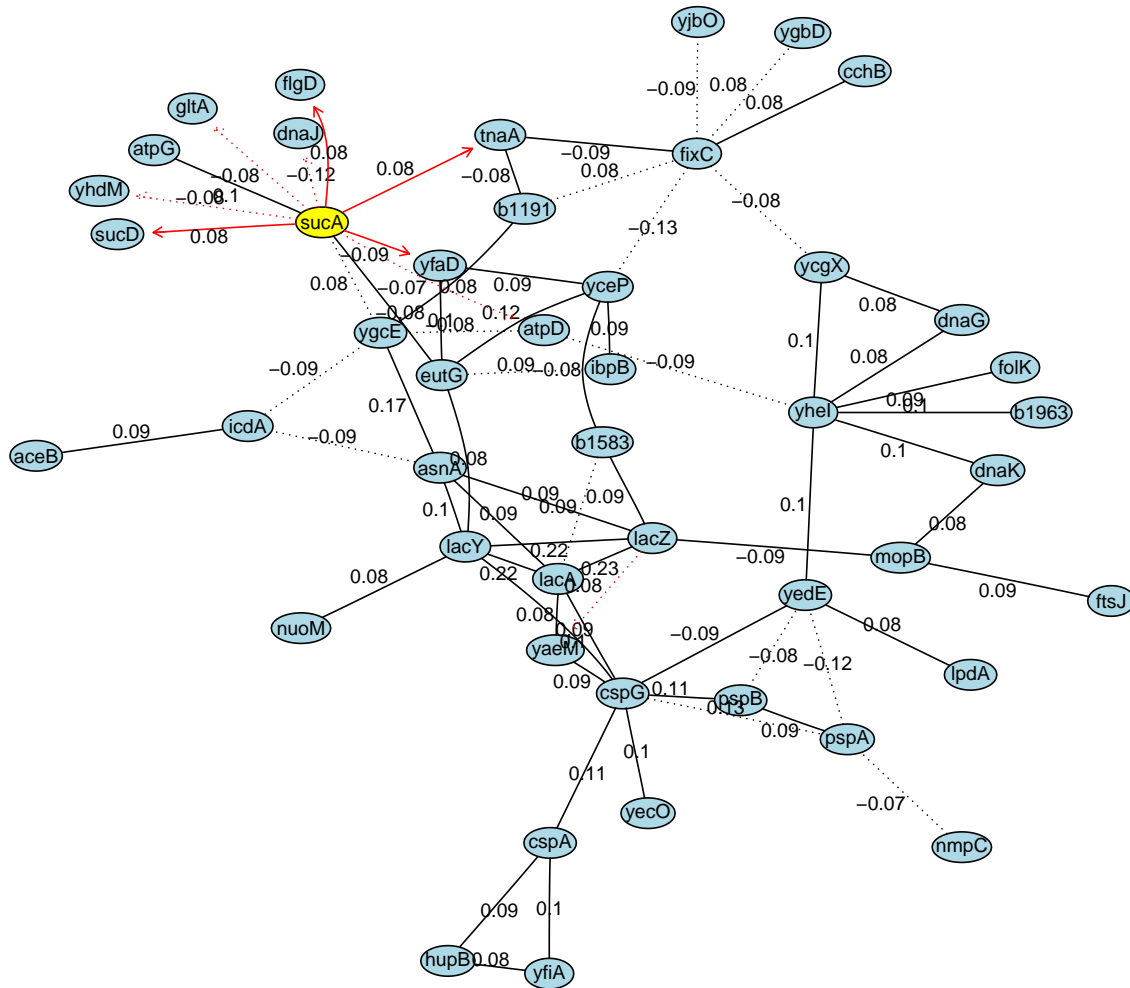 yjbO
ygbD
cchB
flgD
gltA
dnaJ
tnaA
atpG
fixC
yhdM
b1191
sucA
sucD
yfaD
yceP
ycgX
dnaG
ygcE
atpD
ibpB
folK
eutG
yheI
b1963
icdA
b1583
aceB
asnA
dnaK
lacZ
lacY
mopB
lacA
yedE
ftsJ
nuoM
yaeM
lpdA
cspG
pspB
pspA
yecO
cspA
nmpC
hupB
yfiA
−0.09
0.08
0.08
0.08
−0.09
0.08
−0.08
0.08
−0.08
−0.12
−0.08
0.1
0.08
−0.08
−0.13
−0.09
0.08
−0.07
0.08
0.09
0.12
−0.08
0.1
−0.08
0.09
0.08
0.1
0.08
−0.09
0.09
−0.08
−0.09
0.09
0.1
0.17
0.09
−0.09
0.08
0.1
0.09
0.09
0.09
0.1
0.1
0.09
0.08
0.22
0.22
0.23
0.08
−0.09
0.09
0.08
0.08
0.09
0.1
−0.09
0.08
−0.08
−0.12
0.09
0.11
0.13
0.09
0.1
0.11
−0.07
0.09
0.1
0.08